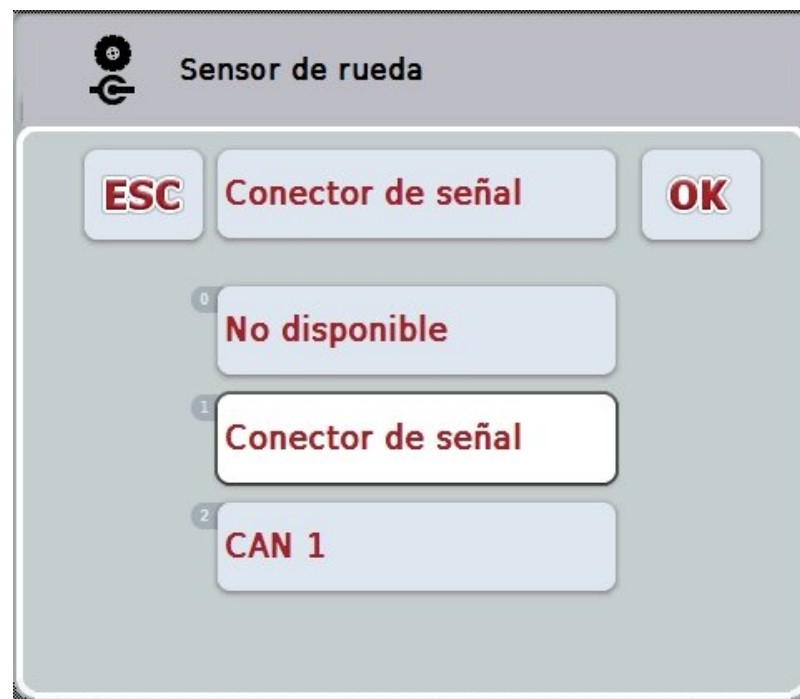 Sensor de rueda
ESC Conector de señal OK
0
No disponible
1
Conector de señal
2
CAN 1